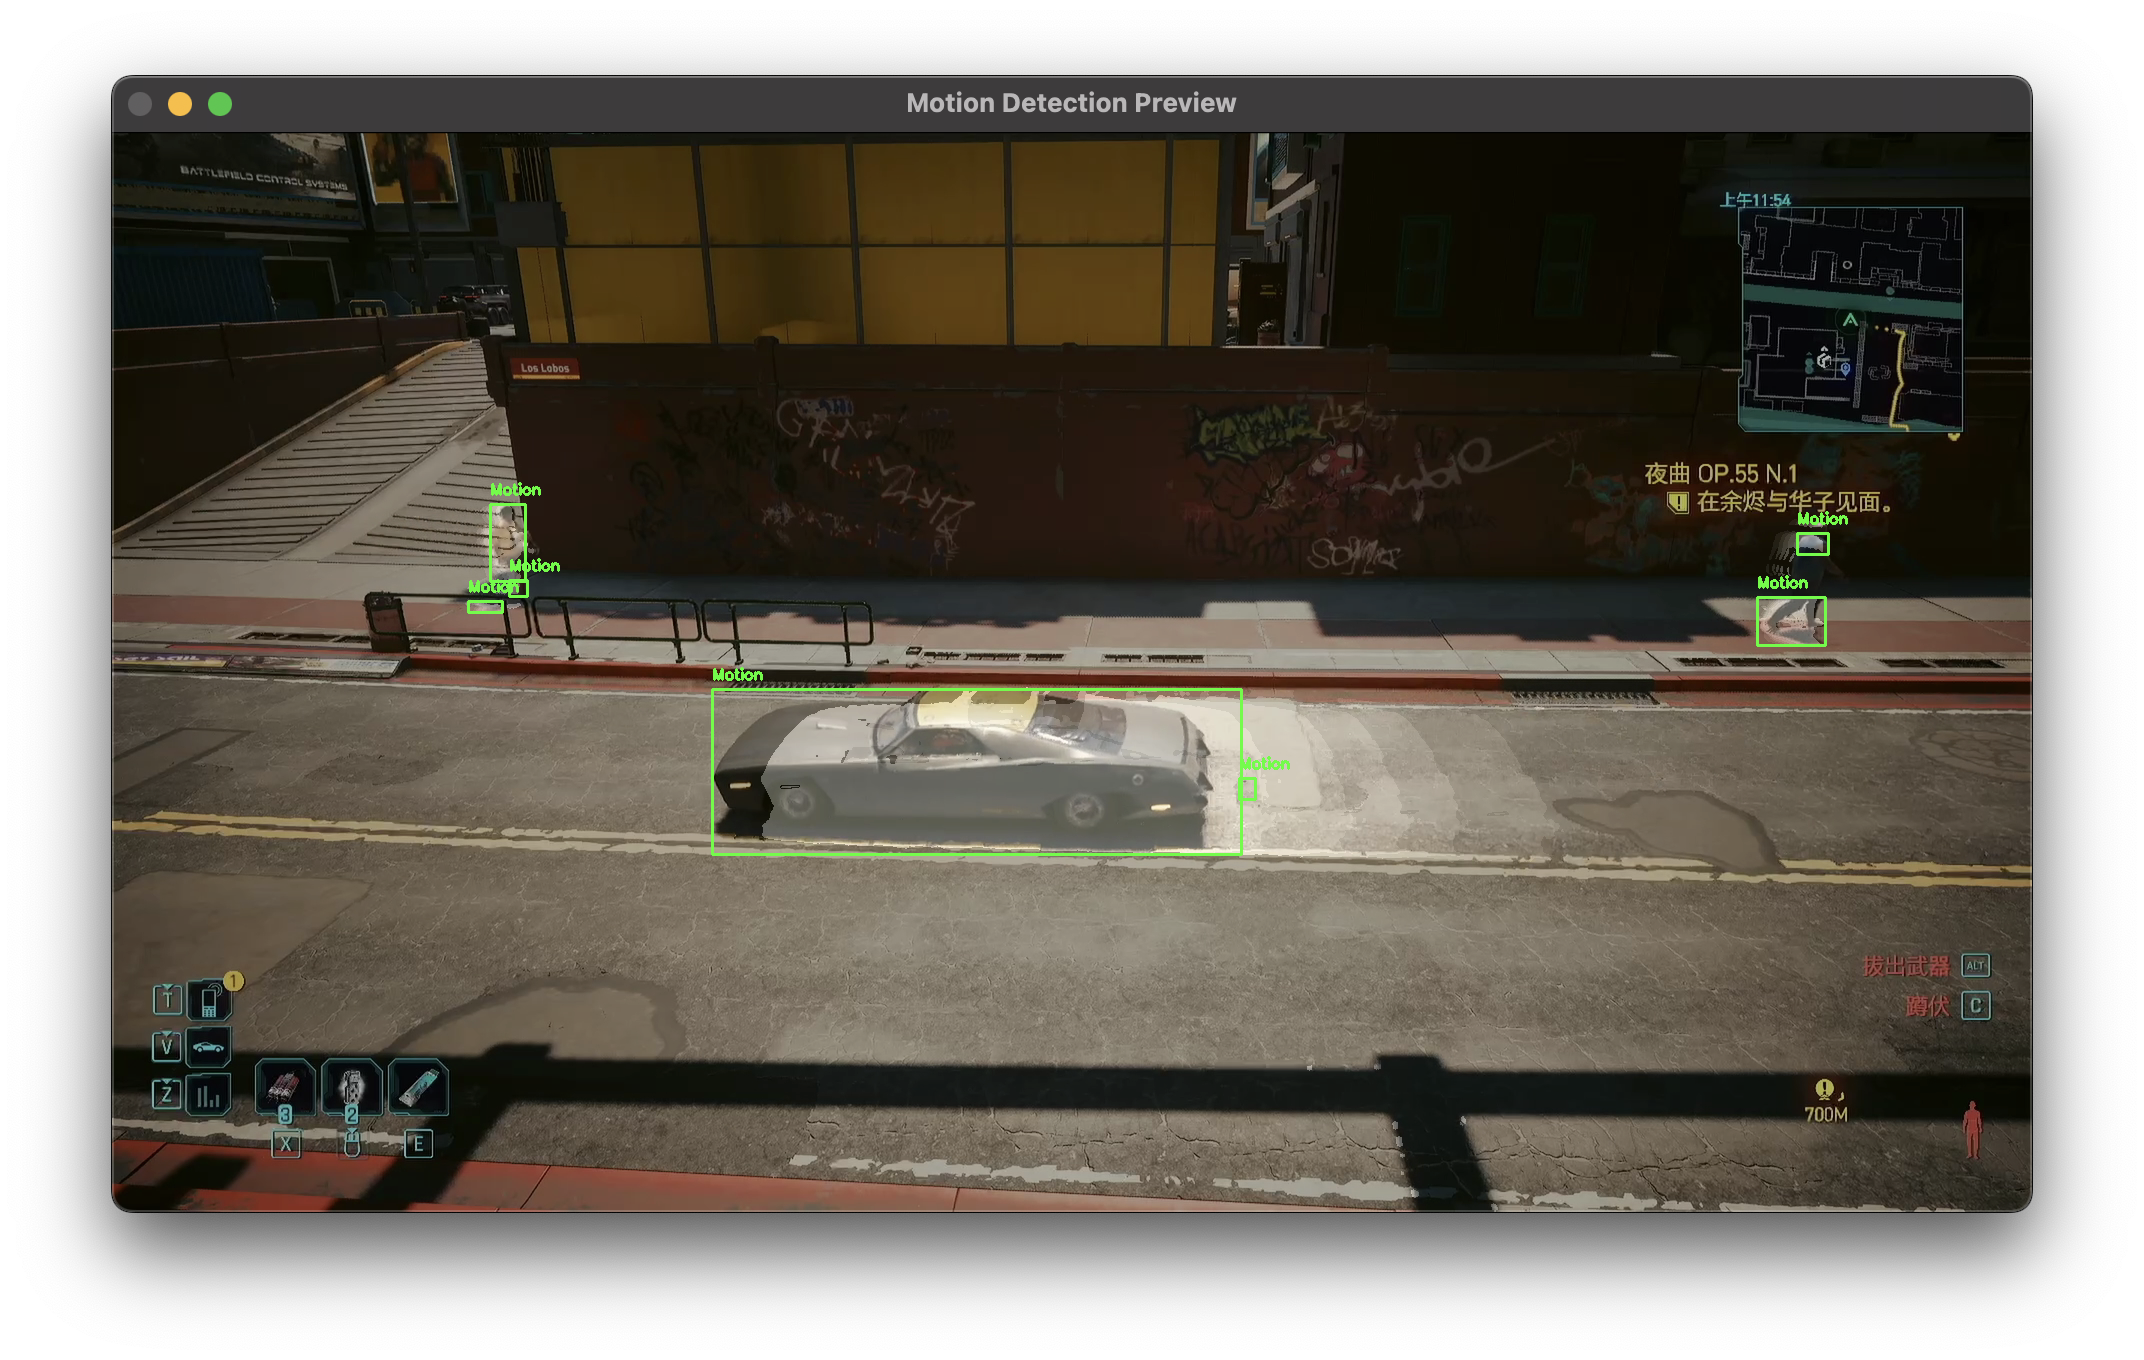 Motion Detection Preview
BATTLEFIELD CONTROL SYSTEMS
上午11:54
Los Lobos
夜曲 OP.55 N.1
在余烬与华子见面。
Motion
Motion
Motion
Motion
Motion
Motion
Motion
拔出武器 ALT
蹲伏 C
T 1
V
Z
3
2
X
E
700M